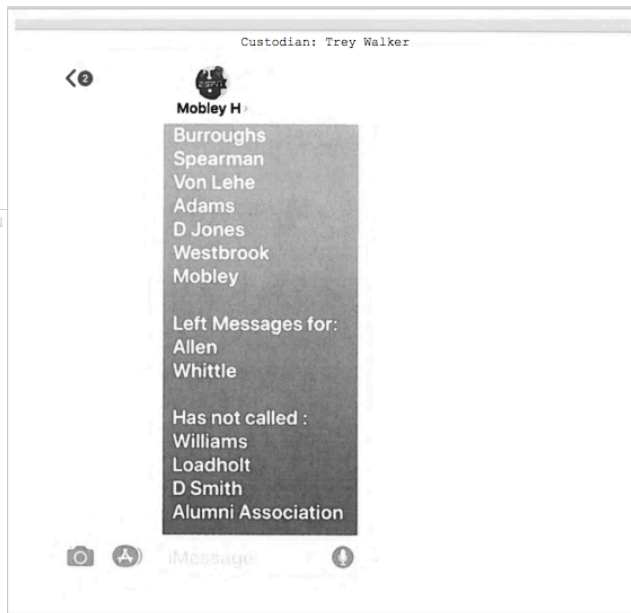 Custodian: Trey Walker
2
Mobley H
Burroughs
Spearman
Von Lehe
Adams
D Jones
Westbrook
Mobley
Left Messages for:
Allen
Whittle
Has not called :
Williams
Loadholt
D Smith
Alumni Association
iMessage